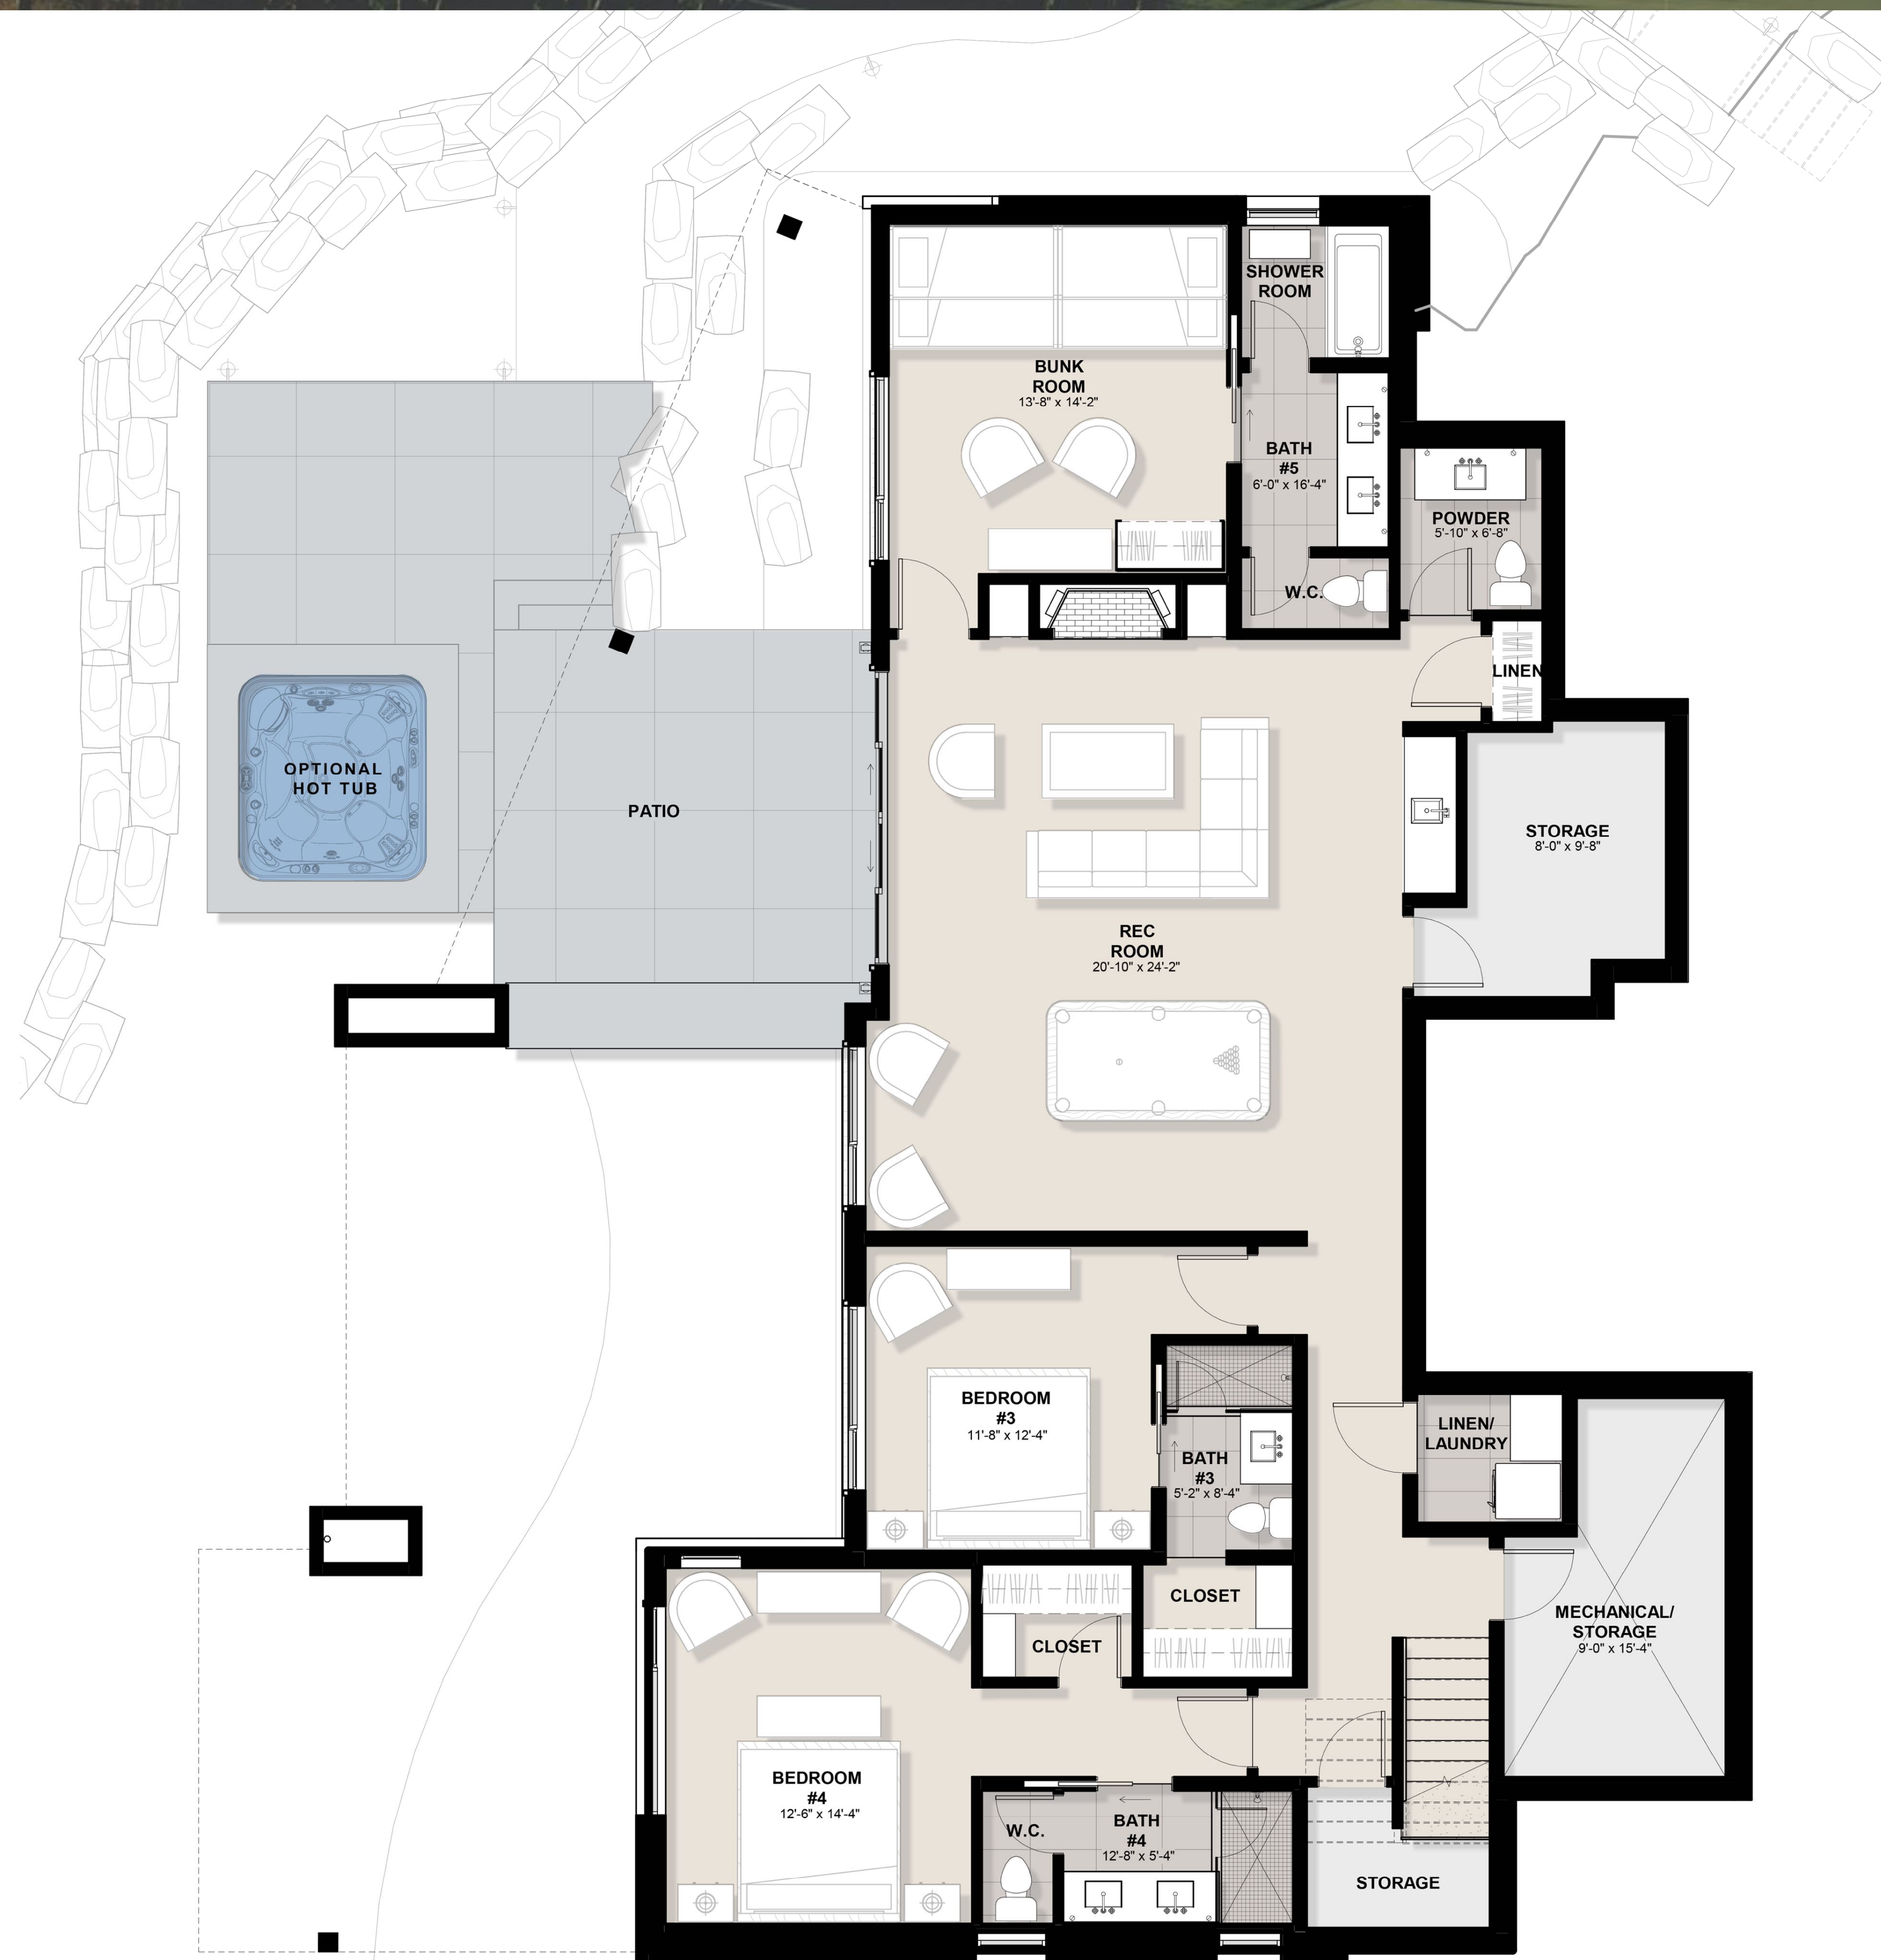 SHOWER
ROOM
BUNK
ROOM
13'-8" x 14'-2"
BATH
#5
6'-0" x 16'-4"
POWDER
5'-10" x 6'-8"
W.C.
LINEN
OPTIONAL
HOT TUB
PATIO
STORAGE
8'-0" x 9'-8"
REC
ROOM
20'-10" x 24'-2"
BEDROOM
#3
11'-8" x 12'-4"
BATH
#3
5'-2" x 8'-4"
LINEN/
LAUNDRY
CLOSET
CLOSET
MECHANICAL/
STORAGE
9'-0" x 15'-4"
BEDROOM
#4
12'-6" x 14'-4"
W.C.
BATH
#4
12'-8" x 5'-4"
STORAGE